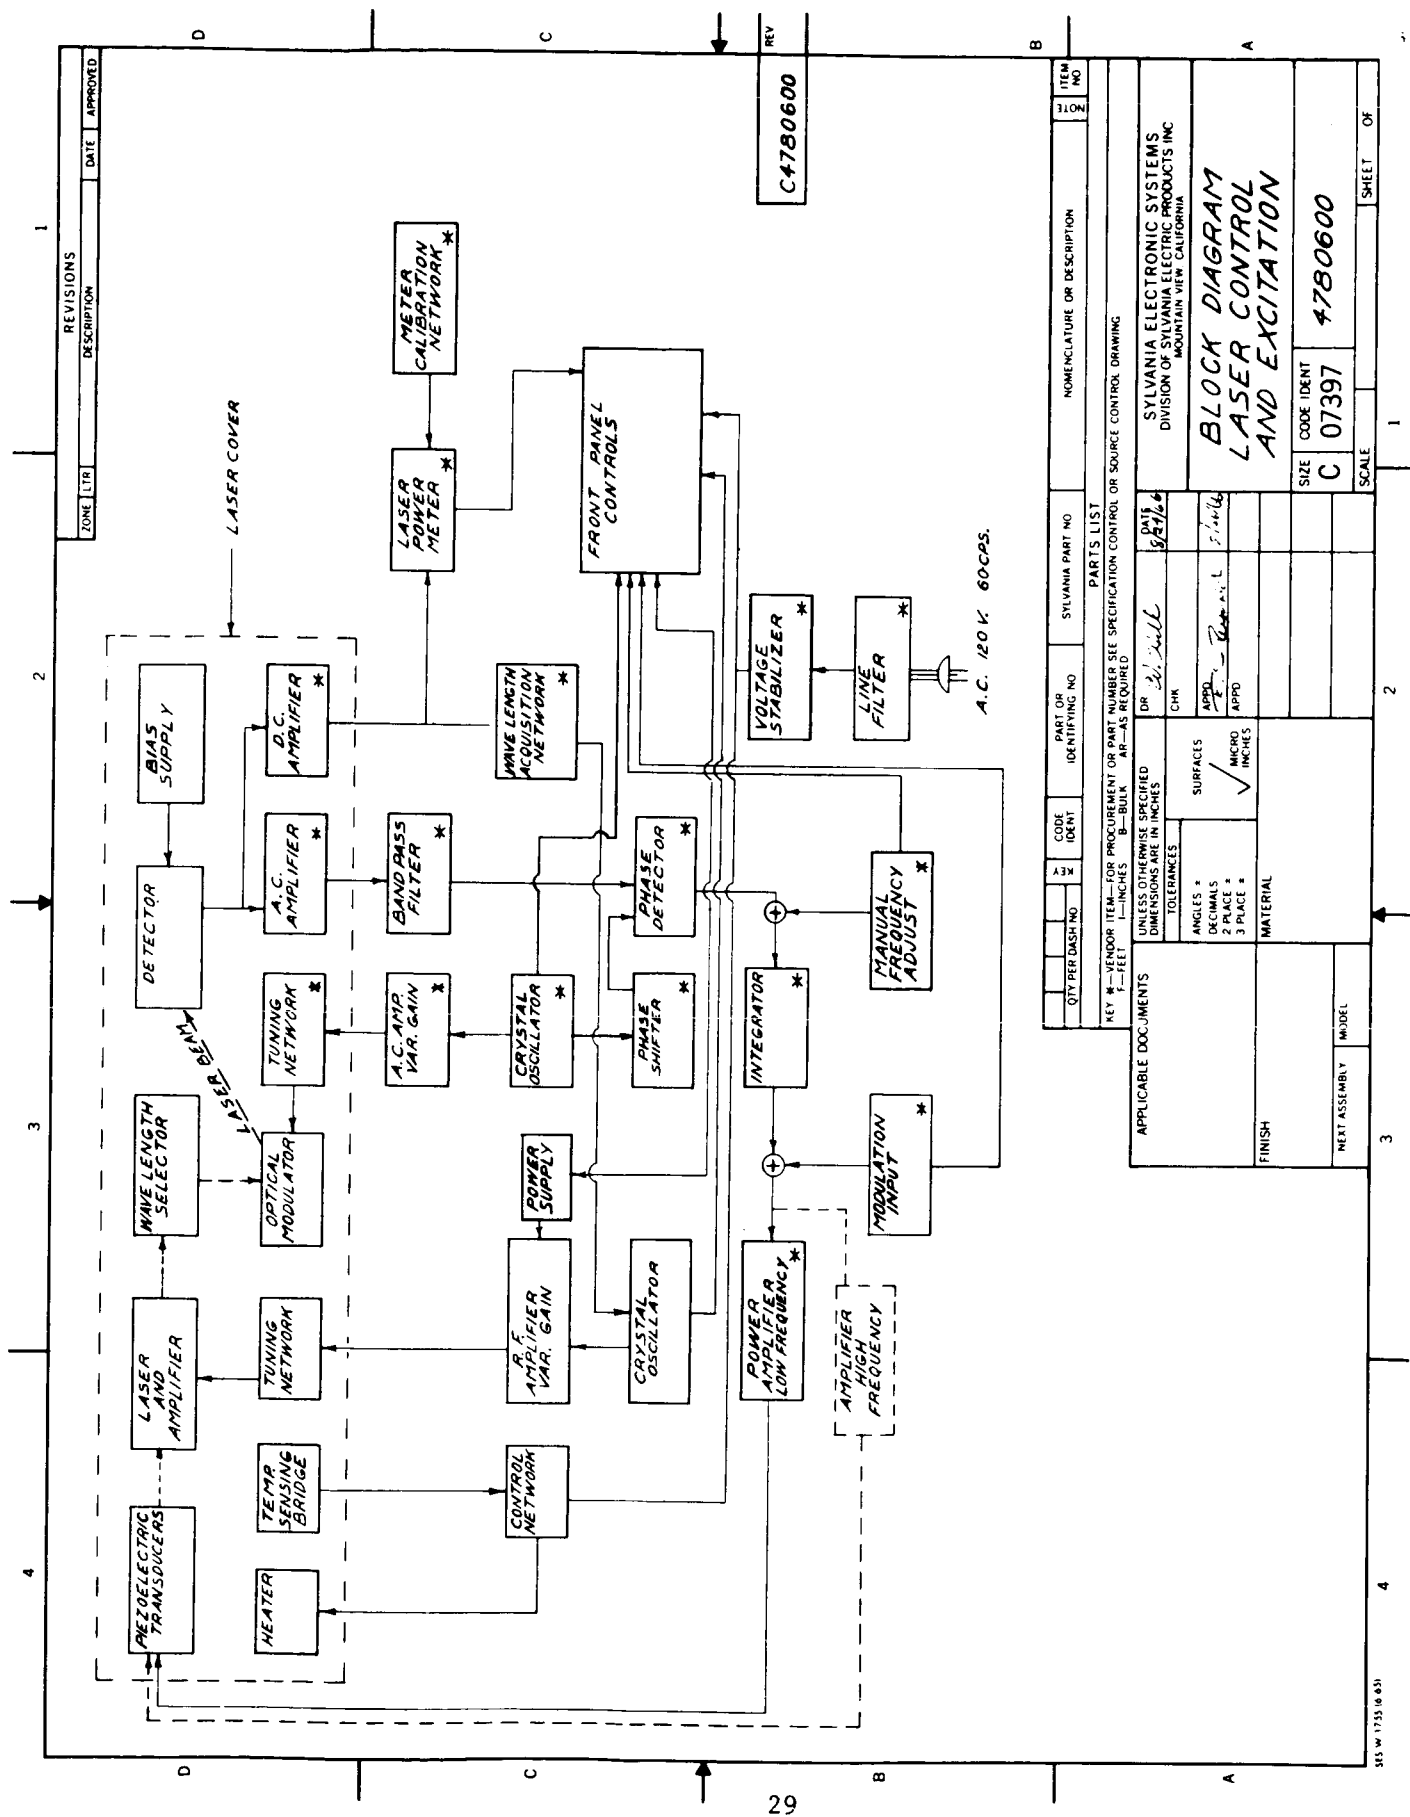 4
3
2
1
REVISIONS
ZONE
LTR
DESCRIPTION
DATE
APPROVED
D
D
LASER COVER
PIEZOELECTRIC
TRANSDUCERS
LASER
AND
AMPLIFIER
WAVE LENGTH
SELECTOR
LASER BEAM
DETECTOR
BIAS
SUPPLY
HEATER
TEMP.
SENSING
BRIDGE
TUNING
NETWORK
OPTICAL
MODULATOR
TUNING
NETWORK *
A.C.
AMPLIFIER
*
D.C.
AMPLIFIER
*
A.C. AMP.
VAR. GAIN
*
BAND PASS
FILTER
*
LASER
POWER
METER *
METER
CALIBRATION
NETWORK
*
C
C
CONTROL
NETWORK
R.F.
AMPLIFIER
VAR. GAIN
POWER
SUPPLY
CRYSTAL
OSCILLATOR
*
WAVE LENGTH
ACQUISITION
NETWORK *
FRONT PANEL
CONTROLS
CRYSTAL
OSCILLATOR
PHASE
SHIFTER *
PHASE
DETECTOR
*
POWER
AMPLIFIER
LOW FREQUENCY *
+
INTEGRATOR
*
+
VOLTAGE
STABILIZER
*
C4780600
REV
AMPLIFIER
HIGH
FREQUENCY
MODULATION
INPUT *
MANUAL
FREQUENCY
ADJUST *
LINE
FILTER *
A.C. 120 V. 60CPS.
B
B
QTY PER DASH NO
KEY
CODE
IDENT
PART OR
IDENTIFYING NO
SYLVANIA PART NO
NOMENCLATURE OR DESCRIPTION
NOTE
ITEM
NO
PARTS LIST
KEY *—VENDOR ITEM—FOR PROCUREMENT OR PART NUMBER SEE SPECIFICATION CONTROL OR SOURCE CONTROL DRAWING
F—FEET I—INCHES B—BULK AR—AS REQUIRED
APPLICABLE DOCUMENTS
UNLESS OTHERWISE SPECIFIED
DIMENSIONS ARE IN INCHES
TOLERANCES
ANGLES ±
DECIMALS
2 PLACE ±
3 PLACE ±
SURFACES
MICRO
INCHES
MATERIAL
FINISH
NEXT ASSEMBLY
MODEL
DR
DATE
CHK
APPD
APPD
SYLVANIA ELECTRONIC SYSTEMS
DIVISION OF SYLVANIA ELECTRIC PRODUCTS INC
MOUNTAIN VIEW CALIFORNIA
BLOCK DIAGRAM
LASER CONTROL
AND EXCITATION
SIZE
C
CODE IDENT
07397
4780600
SCALE
SHEET OF
A
A
4
3
2
1
29